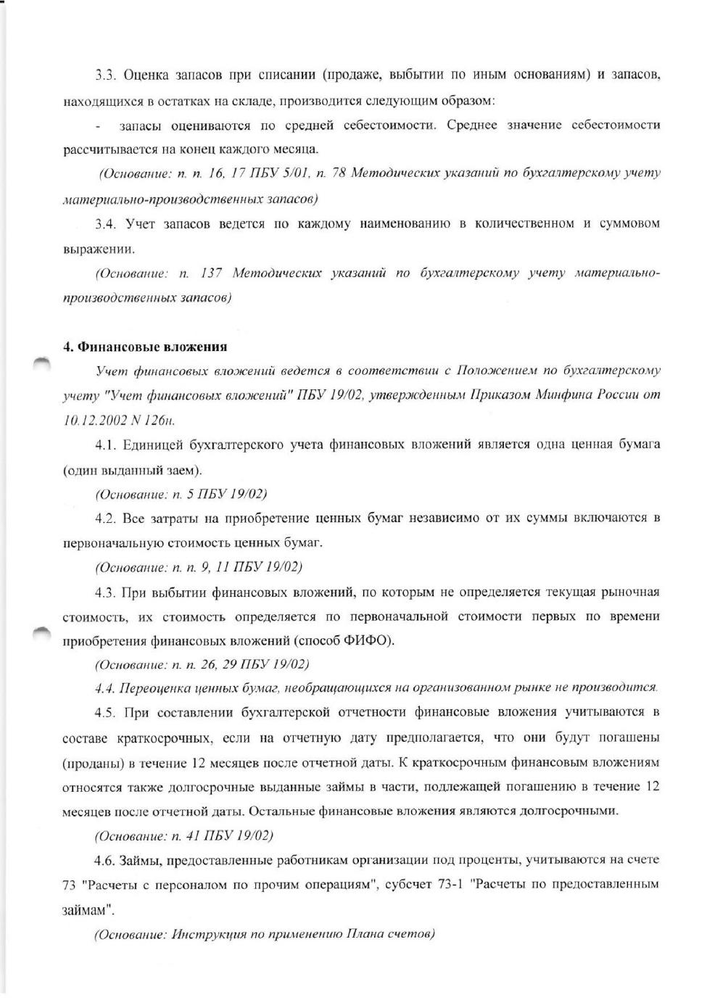 3.3. Оценка запасов при списании (продаже, выбытии по иным основаниям) и запасов,
находящихся в остатках на складе, производится следующим образом:
- запасы оцениваются по средней себестоимости. Среднее значение себестоимости
рассчитывается на конец каждого месяца.
(Основание: п. п. 16, 17 ПБУ 5/01, п. 78 Методических указаний по бухгалтерскому учету
материально-производственных запасов)
3.4. Учет запасов ведется по каждому наименованию в количественном и суммовом
выражении.
(Основание: п. 137 Методических указаний по бухгалтерскому учету материально-
производственных запасов)
4. Финансовые вложения
Учет финансовых вложений ведется в соответствии с Положением по бухгалтерскому
учету "Учет финансовых вложений" ПБУ 19/02, утвержденным Приказом Минфина России от
10.12.2002 N 126н.
4.1. Единицей бухгалтерского учета финансовых вложений является одна ценная бумага
(один выданный заем).
(Основание: п. 5 ПБУ 19/02)
4.2. Все затраты на приобретение ценных бумаг независимо от их суммы включаются в
первоначальную стоимость ценных бумаг.
(Основание: п. п. 9, 11 ПБУ 19/02)
4.3. При выбытии финансовых вложений, по которым не определяется текущая рыночная
стоимость, их стоимость определяется по первоначальной стоимости первых по времени
приобретения финансовых вложений (способ ФИФО).
(Основание: п. п. 26, 29 ПБУ 19/02)
4.4. Переоценка ценных бумаг, необращающихся на организованном рынке не производится.
4.5. При составлении бухгалтерской отчетности финансовые вложения учитываются в
составе краткосрочных, если на отчетную дату предполагается, что они будут погашены
(проданы) в течение 12 месяцев после отчетной даты. К краткосрочным финансовым вложениям
относятся также долгосрочные выданные займы в части, подлежащей погашению в течение 12
месяцев после отчетной даты. Остальные финансовые вложения являются долгосрочными.
(Основание: п. 41 ПБУ 19/02)
4.6. Займы, предоставленные работникам организации под проценты, учитываются на счете
73 "Расчеты с персоналом по прочим операциям", субсчет 73-1 "Расчеты по предоставленным
займам".
(Основание: Инструкция по применению Плана счетов)